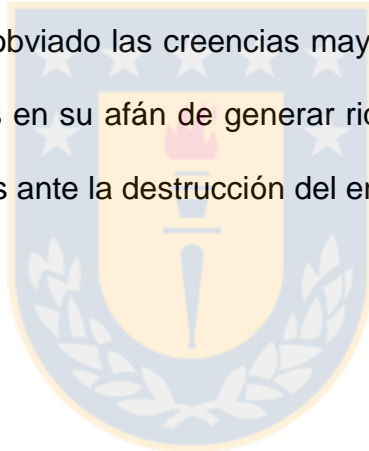 obviado las creencias may
s en su afán de generar ric
s ante la destrucción del en